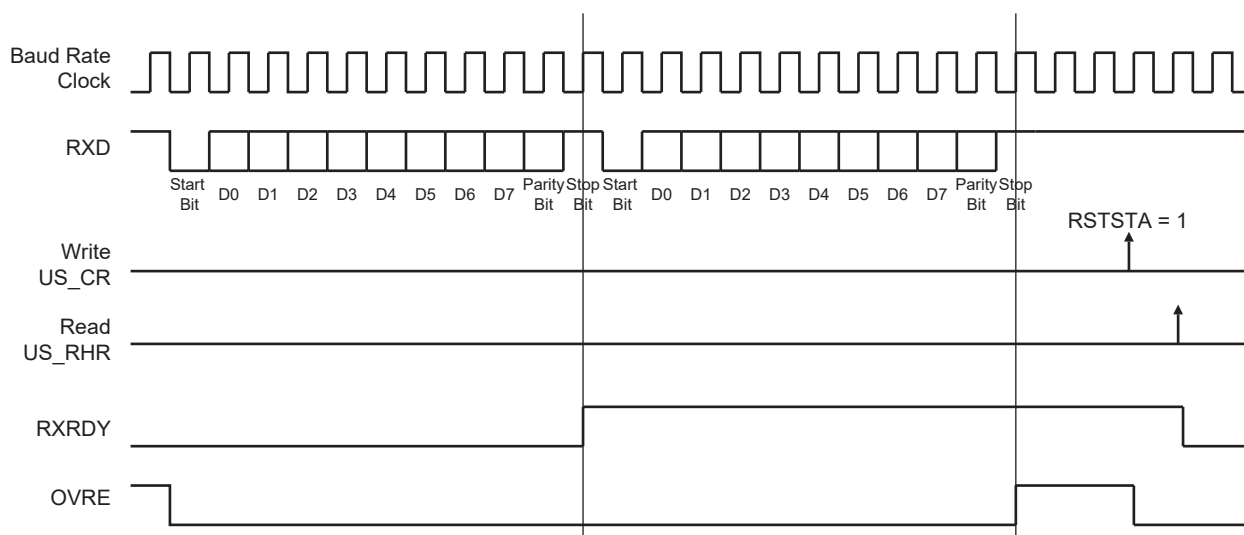 Baud Rate
Clock
RXD
Start
Bit
D0
D1
D2
D3
D4
D5
D6
D7
Parity
Bit
Stop
Bit
Start
Bit
D0
D1
D2
D3
D4
D5
D6
D7
Parity
Bit
Stop
Bit
RSTSTA = 1
Write
US_CR
Read
US_RHR
RXRDY
OVRE